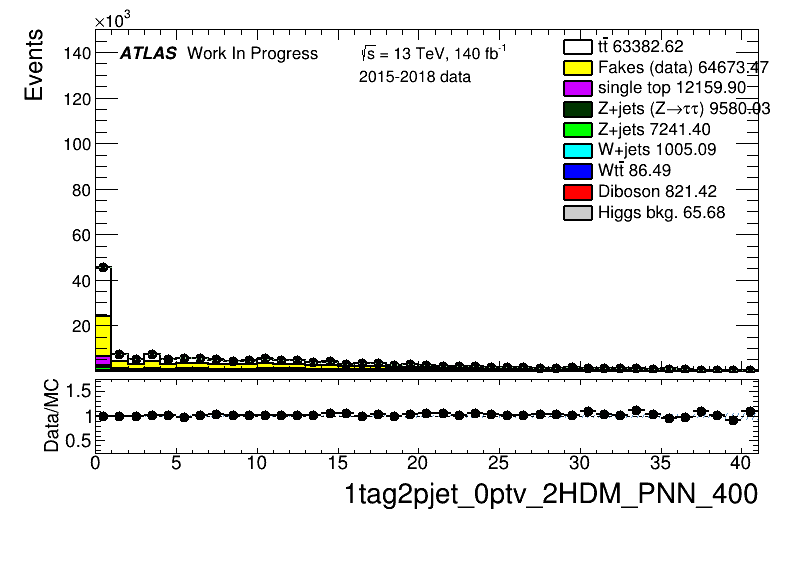 ×10³
Events
140
120
100
80
60
40
20
ATLAS Work In Progress
√s = 13 TeV, 140 fb⁻¹
2015-2018 data
tt̄ 63382.62
Fakes (data) 64673.47
single top 12159.90
Z+jets (Z→ττ) 9580.03
Z+jets 7241.40
W+jets 1005.09
Wtt̄ 86.49
Diboson 821.42
Higgs bkg. 65.68
Data/MC
1.5
1
0.5
0 5 10 15 20 25 30 35 40
1tag2pjet_0ptv_2HDM_PNN_400